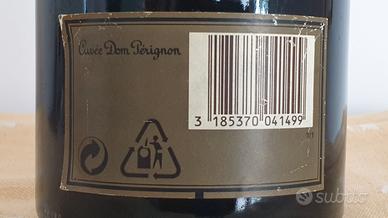 Cuvée Dom Pérignon
3 185370 041499
subito